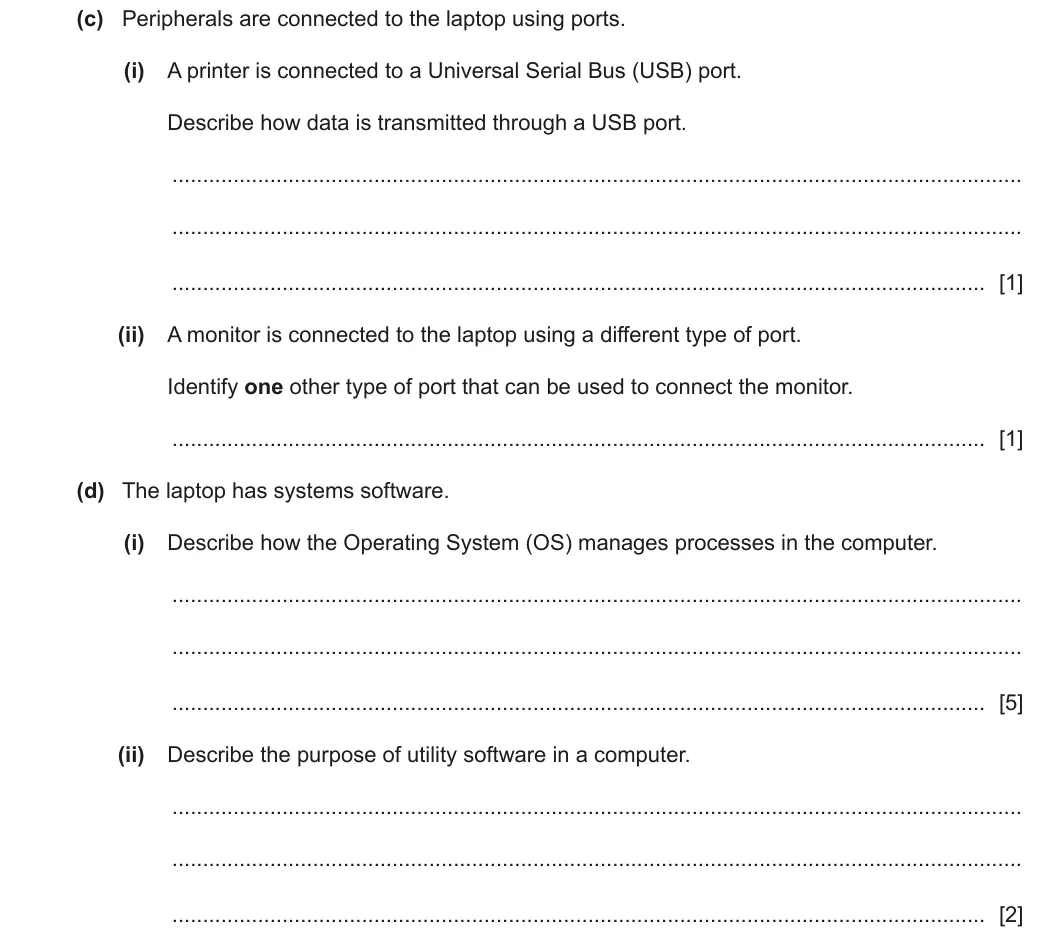 (c) Peripherals are connected to the laptop using ports.
(i) A printer is connected to a Universal Serial Bus (USB) port.
Describe how data is transmitted through a USB port.
..........................................................................................................................................
..........................................................................................................................................
.................................................................................................................................... [1]
(ii) A monitor is connected to the laptop using a different type of port.
Identify one other type of port that can be used to connect the monitor.
.................................................................................................................................... [1]
(d) The laptop has systems software.
(i) Describe how the Operating System (OS) manages processes in the computer.
..........................................................................................................................................
..........................................................................................................................................
.................................................................................................................................... [5]
(ii) Describe the purpose of utility software in a computer.
..........................................................................................................................................
..........................................................................................................................................
.................................................................................................................................... [2]